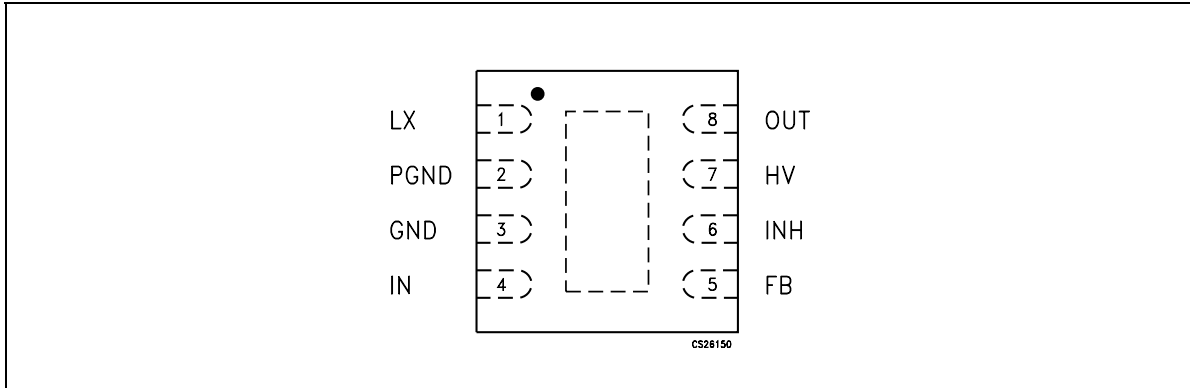 LX 1 8 OUT
PGND 2 7 HV
GND 3 6 INH
IN 4 5 FB
CS26150